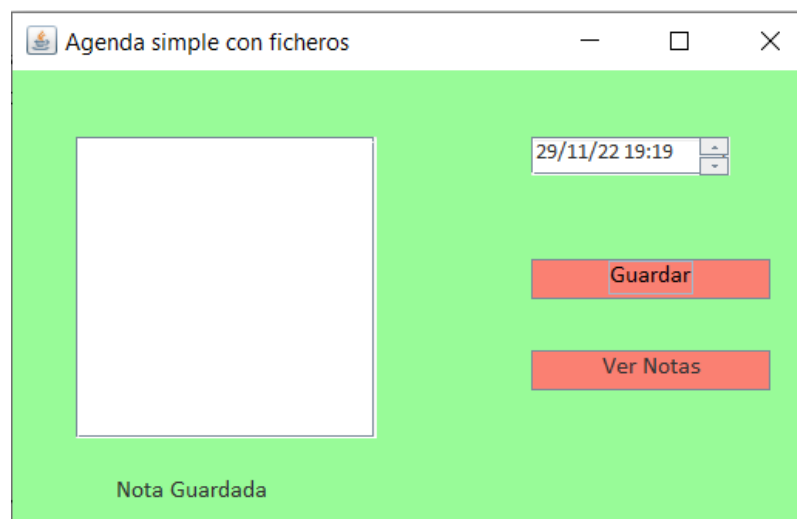 Agenda simple con ficheros
29/11/22 19:19
Guardar
Ver Notas
Nota Guardada